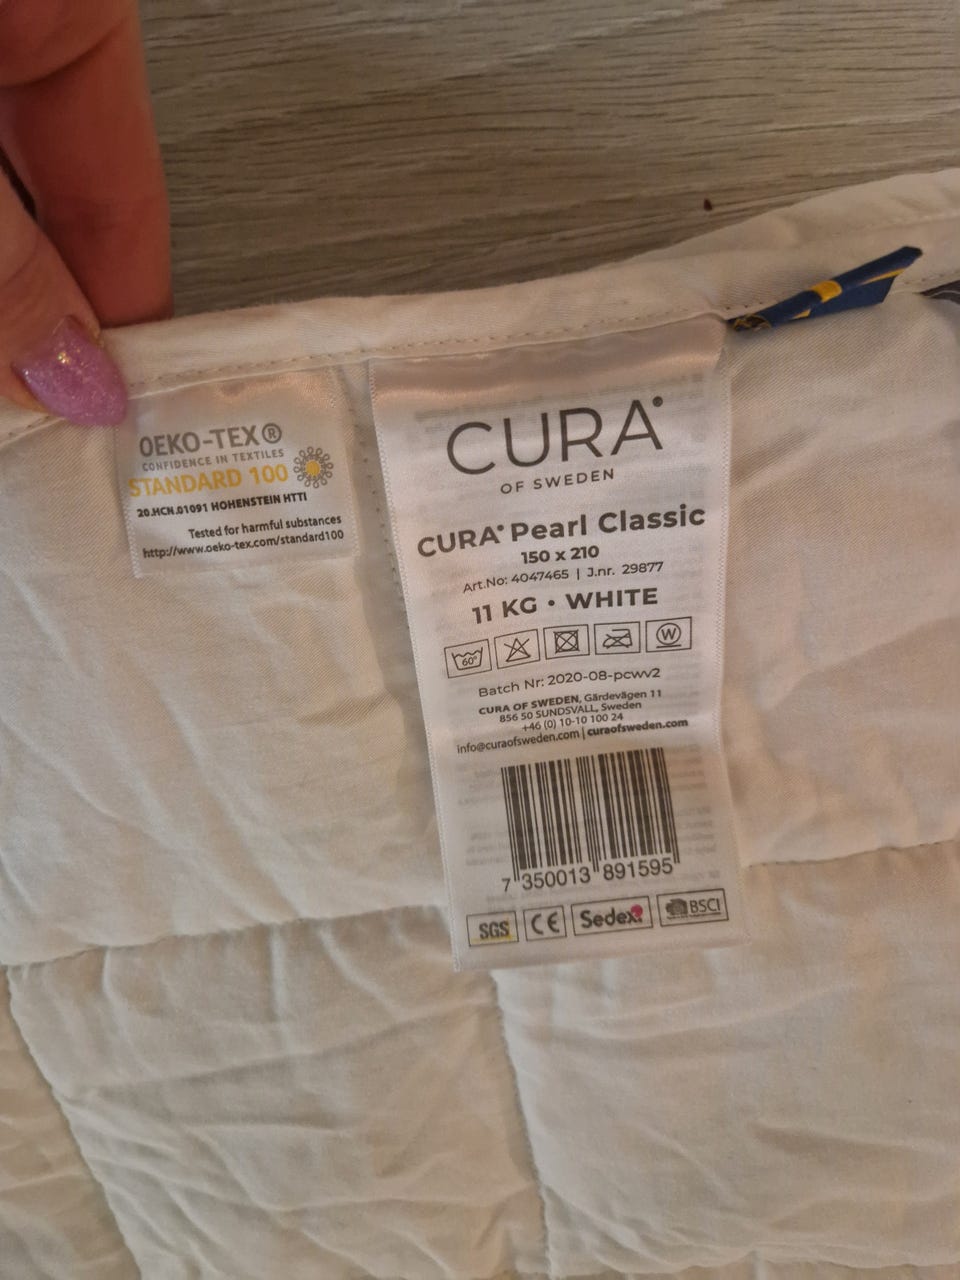 OEKO-TEX®
CONFIDENCE IN TEXTILES
STANDARD 100
20.HCN.01091 HOHENSTEIN HTTI
Tested for harmful substances
http://www.oeko-tex.com/standard100
CURA®
OF SWEDEN
CURA® Pearl Classic
150 x 210
Art.No: 4047465 | J.nr. 29877
11 KG • WHITE
60° W
Batch Nr: 2020-08-pcwv2
CURA OF SWEDEN, Gärdevägen 11
856 50 SUNDSVALL, Sweden
+46 (0) 10-10 100 24
info@curaofsweden.com | curaofsweden.com
7 350013 891595
SGS CE Sedex BSCI